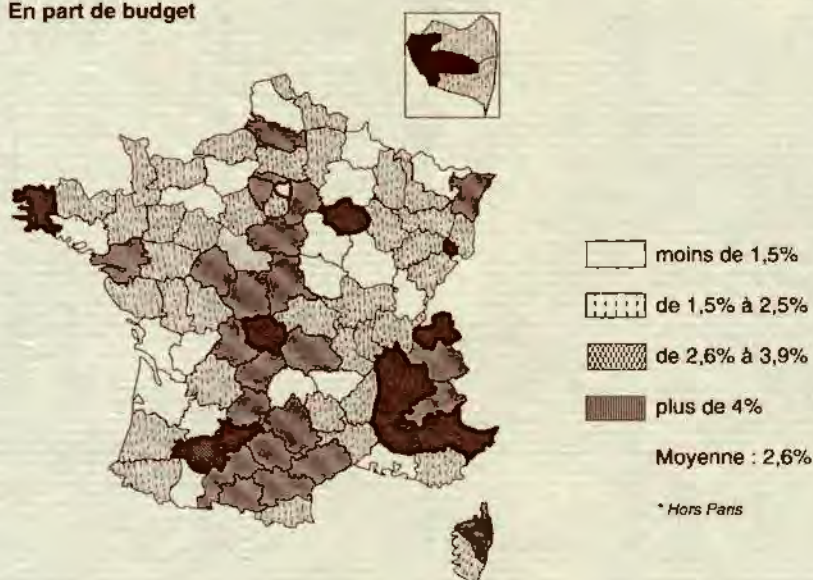 En part de budget
moins de 1,5%
de 1,5% à 2,5%
de 2,6% à 3,9%
plus de 4%
Moyenne : 2,6%
* Hors Paris